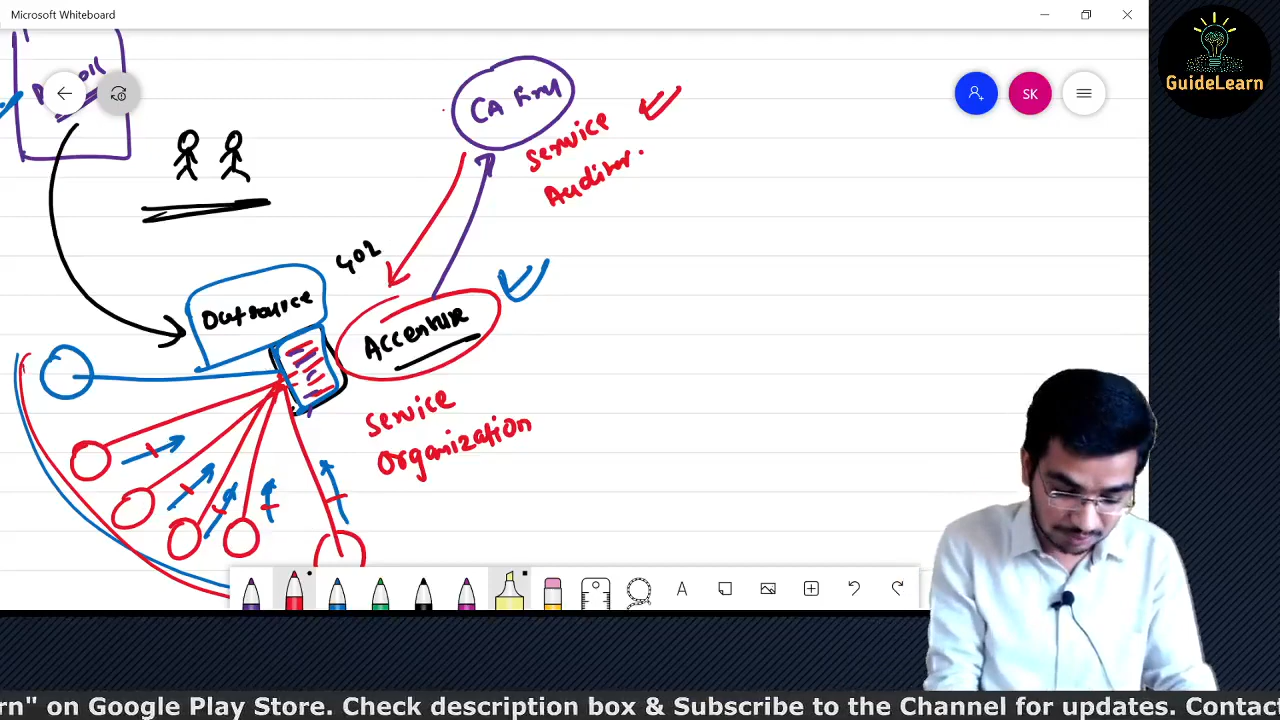 Microsoft Whiteboard
GuideLearn
SK
CA Firm
Service
Auditor.
402
Outsource
Accenture
Service
Organization
A
rn" on Google Play Store. Check description box & Subscribe to the Channel for updates. Contact